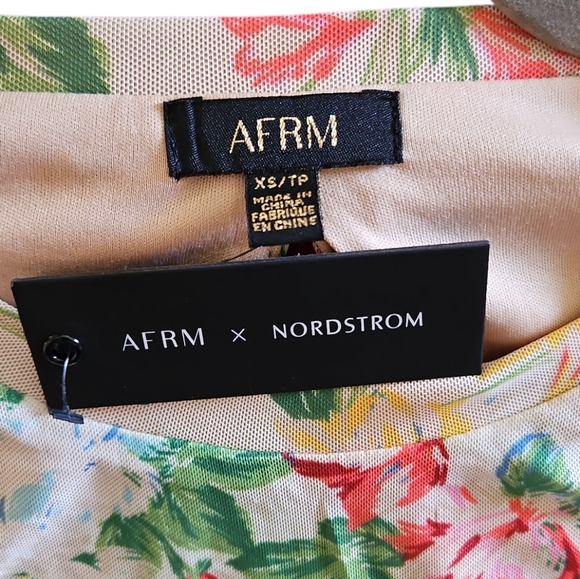 AFRM
XS/TP
MADE IN
CHINA
FABRIQUE
EN CHINE
AFRM × NORDSTROM